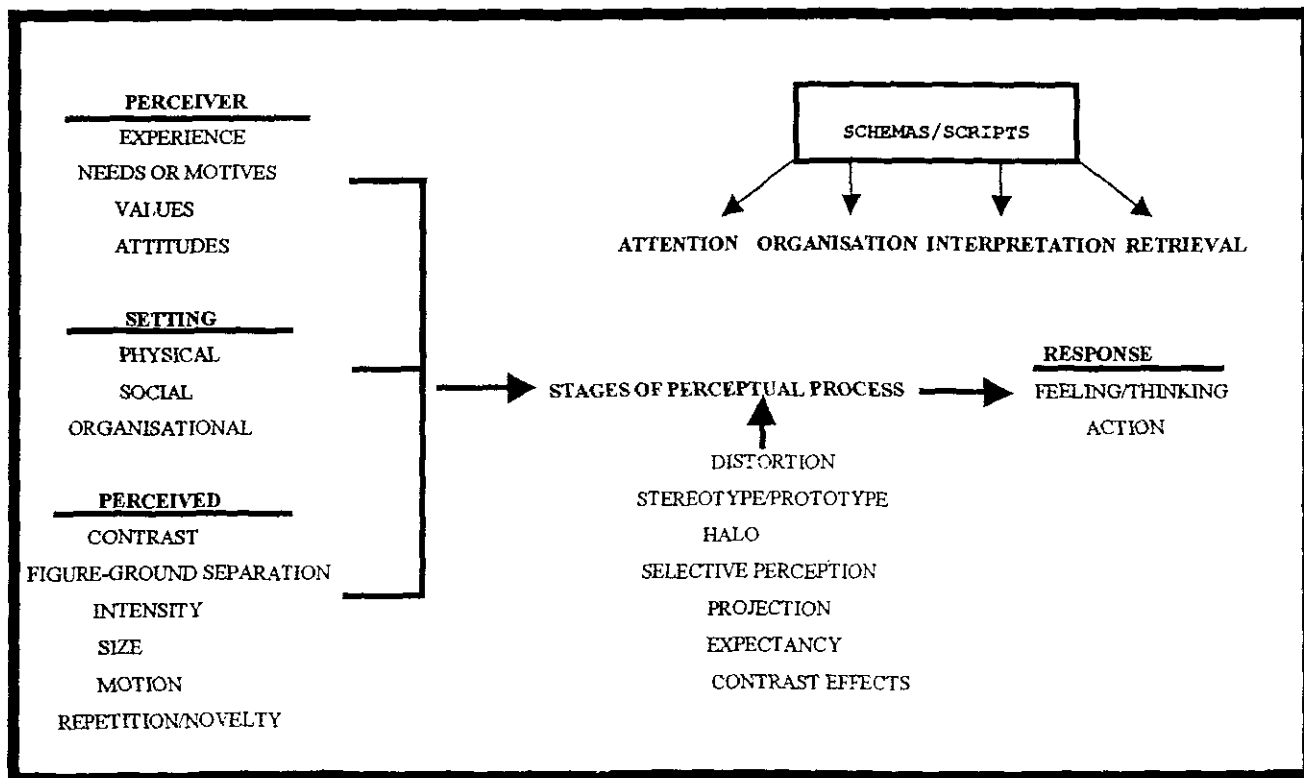 PERCEIVER
EXPERIENCE
NEEDS OR MOTIVES
VALUES
ATTITUDES
SETTING
PHYSICAL
SOCIAL
ORGANISATIONAL
PERCEIVED
CONTRAST
FIGURE-GROUND SEPARATION
INTENSITY
SIZE
MOTION
REPETITION/NOVELTY
SCHEMAS/SCRIPTS
ATTENTION ORGANISATION INTERPRETATION RETRIEVAL
STAGES OF PERCEPTUAL PROCESS
DISTORTION
STEREOTYPE/PROTOTYPE
HALO
SELECTIVE PERCEPTION
PROJECTION
EXPECTANCY
CONTRAST EFFECTS
RESPONSE
FEELING/THINKING
ACTION